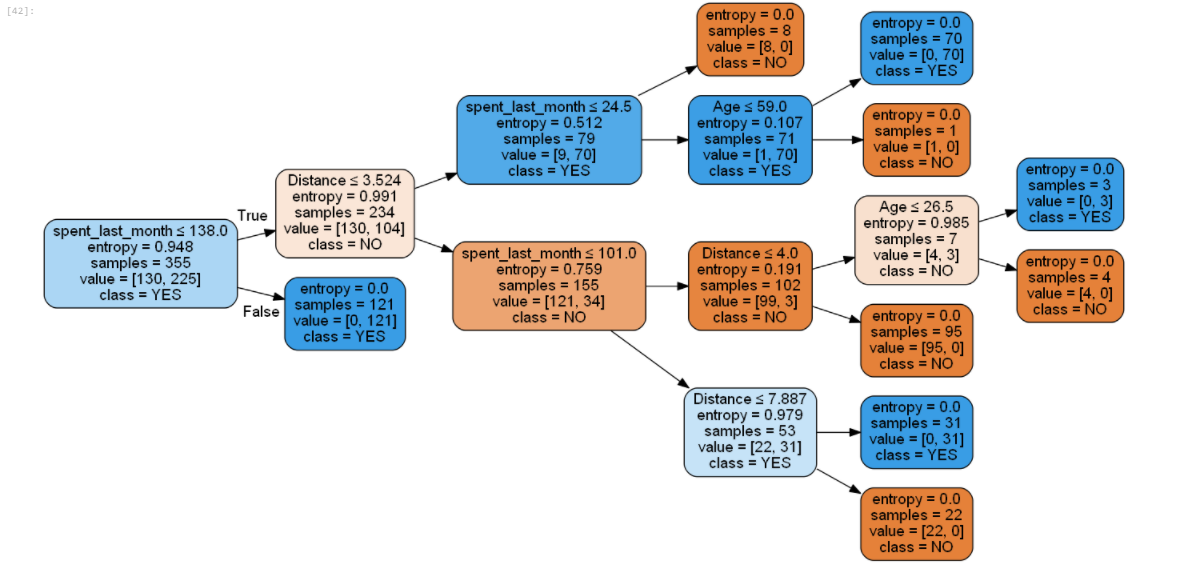 [42]:
spent_last_month ≤ 138.0
entropy = 0.948
samples = 355
value = [130, 225]
class = YES
True
False
Distance ≤ 3.524
entropy = 0.991
samples = 234
value = [130, 104]
class = NO
entropy = 0.0
samples = 121
value = [0, 121]
class = YES
spent_last_month ≤ 24.5
entropy = 0.512
samples = 79
value = [9, 70]
class = YES
spent_last_month ≤ 101.0
entropy = 0.759
samples = 155
value = [121, 34]
class = NO
entropy = 0.0
samples = 8
value = [8, 0]
class = NO
Age ≤ 59.0
entropy = 0.107
samples = 71
value = [1, 70]
class = YES
Distance ≤ 4.0
entropy = 0.191
samples = 102
value = [99, 3]
class = NO
Distance ≤ 7.887
entropy = 0.979
samples = 53
value = [22, 31]
class = YES
entropy = 0.0
samples = 70
value = [0, 70]
class = YES
entropy = 0.0
samples = 1
value = [1, 0]
class = NO
Age ≤ 26.5
entropy = 0.985
samples = 7
value = [4, 3]
class = NO
entropy = 0.0
samples = 95
value = [95, 0]
class = NO
entropy = 0.0
samples = 31
value = [0, 31]
class = YES
entropy = 0.0
samples = 22
value = [22, 0]
class = NO
entropy = 0.0
samples = 3
value = [0, 3]
class = YES
entropy = 0.0
samples = 4
value = [4, 0]
class = NO